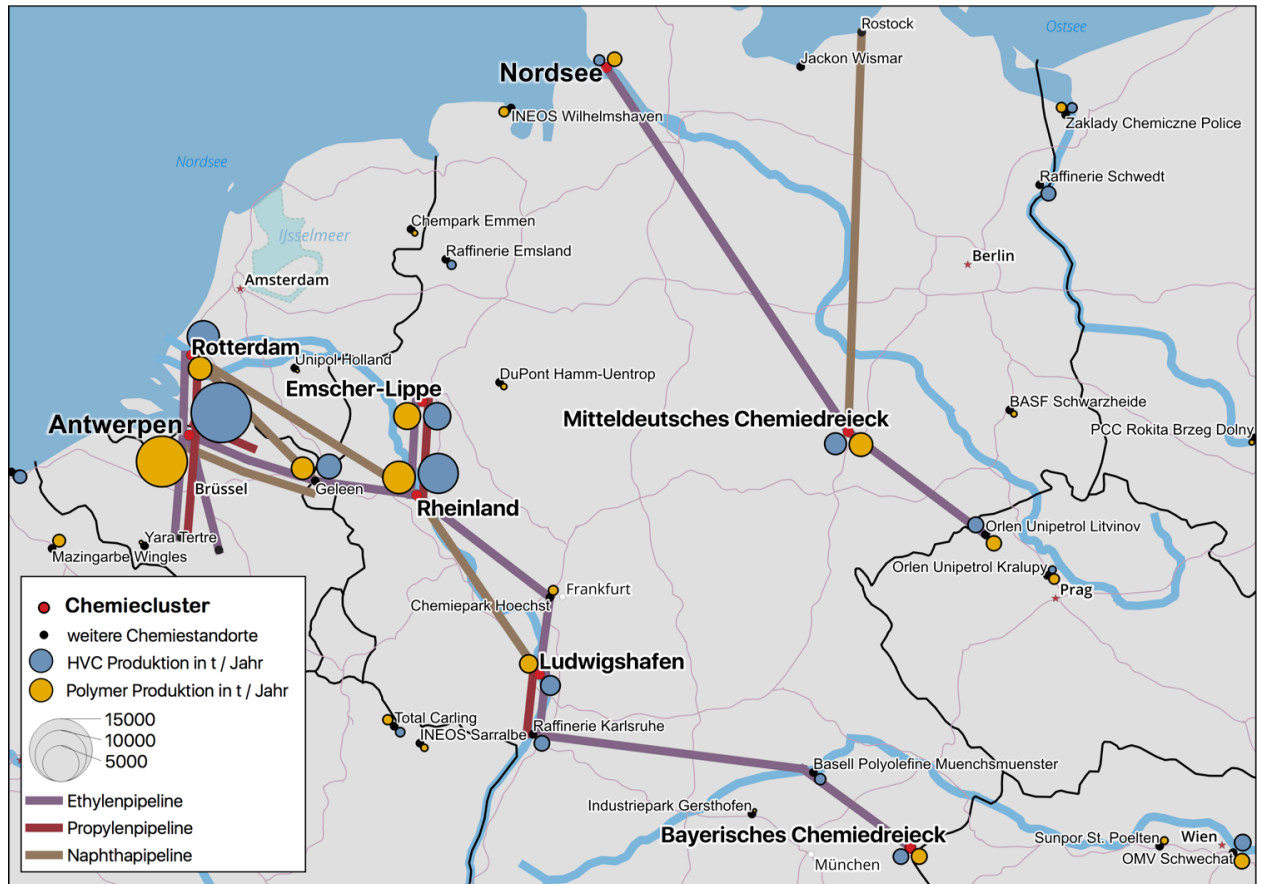 Rostock
Ostsee
Jackon Wismar
Nordsee
INEOS Wilhelmshaven
Zaklady Chemiczne Police
Nordsee
Raffinerie Schwedt
Chempark Emmen
IJsselmeer
Raffinerie Emsland
Berlin
Amsterdam
Rotterdam
Unipol Holland
DuPont Hamm-Uentrop
Emscher-Lippe
BASF Schwarzheide
Mitteldeutsches Chemiedreieck
Antwerpen
PCC Rokita Brzeg Dolny
Brüssel
Geleen
Rheinland
Orlen Unipetrol Litvinov
Yara Tertre
Mazingarbe Wingles
Orlen Unipetrol Kralupy
Prag
Frankfurt
Chemiepark Hoechst
Ludwigshafen
Total Carling
INEOS Sarralbe
Raffinerie Karlsruhe
Basell Polyolefine Muenchsmuenster
Industriepark Gersthofen
Bayerisches Chemiedreieck
München
Sunpor St. Poelten
Wien
OMV Schwechat
Chemiecluster
weitere Chemiestandorte
HVC Produktion in t / Jahr
Polymer Produktion in t / Jahr
15000
10000
5000
Ethylenpipeline
Propylenpipeline
Naphthapipeline